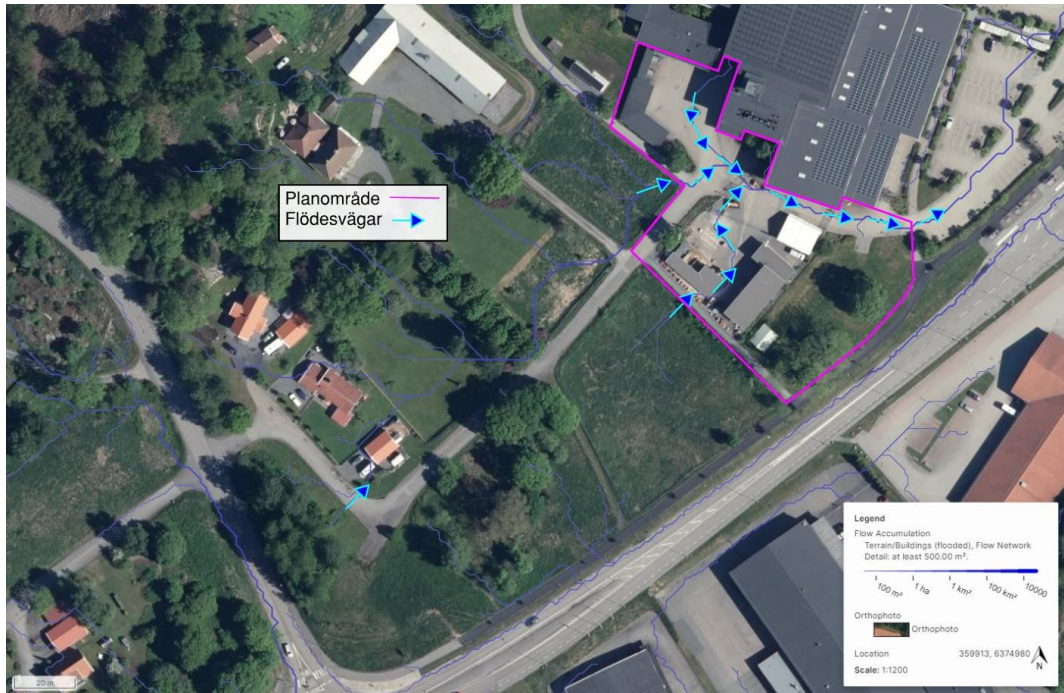 Planområde
Flödesvägar
Legend
Flow Accumulation
Terrain/Buildings (flooded), Flow Network
Detail: at least 500.00 m².
100 m²
1 ha
1 km²
100 km²
10000
Orthophoto
Orthophoto
Location
359913, 6374980
Scale: 1:1200
N
20 m